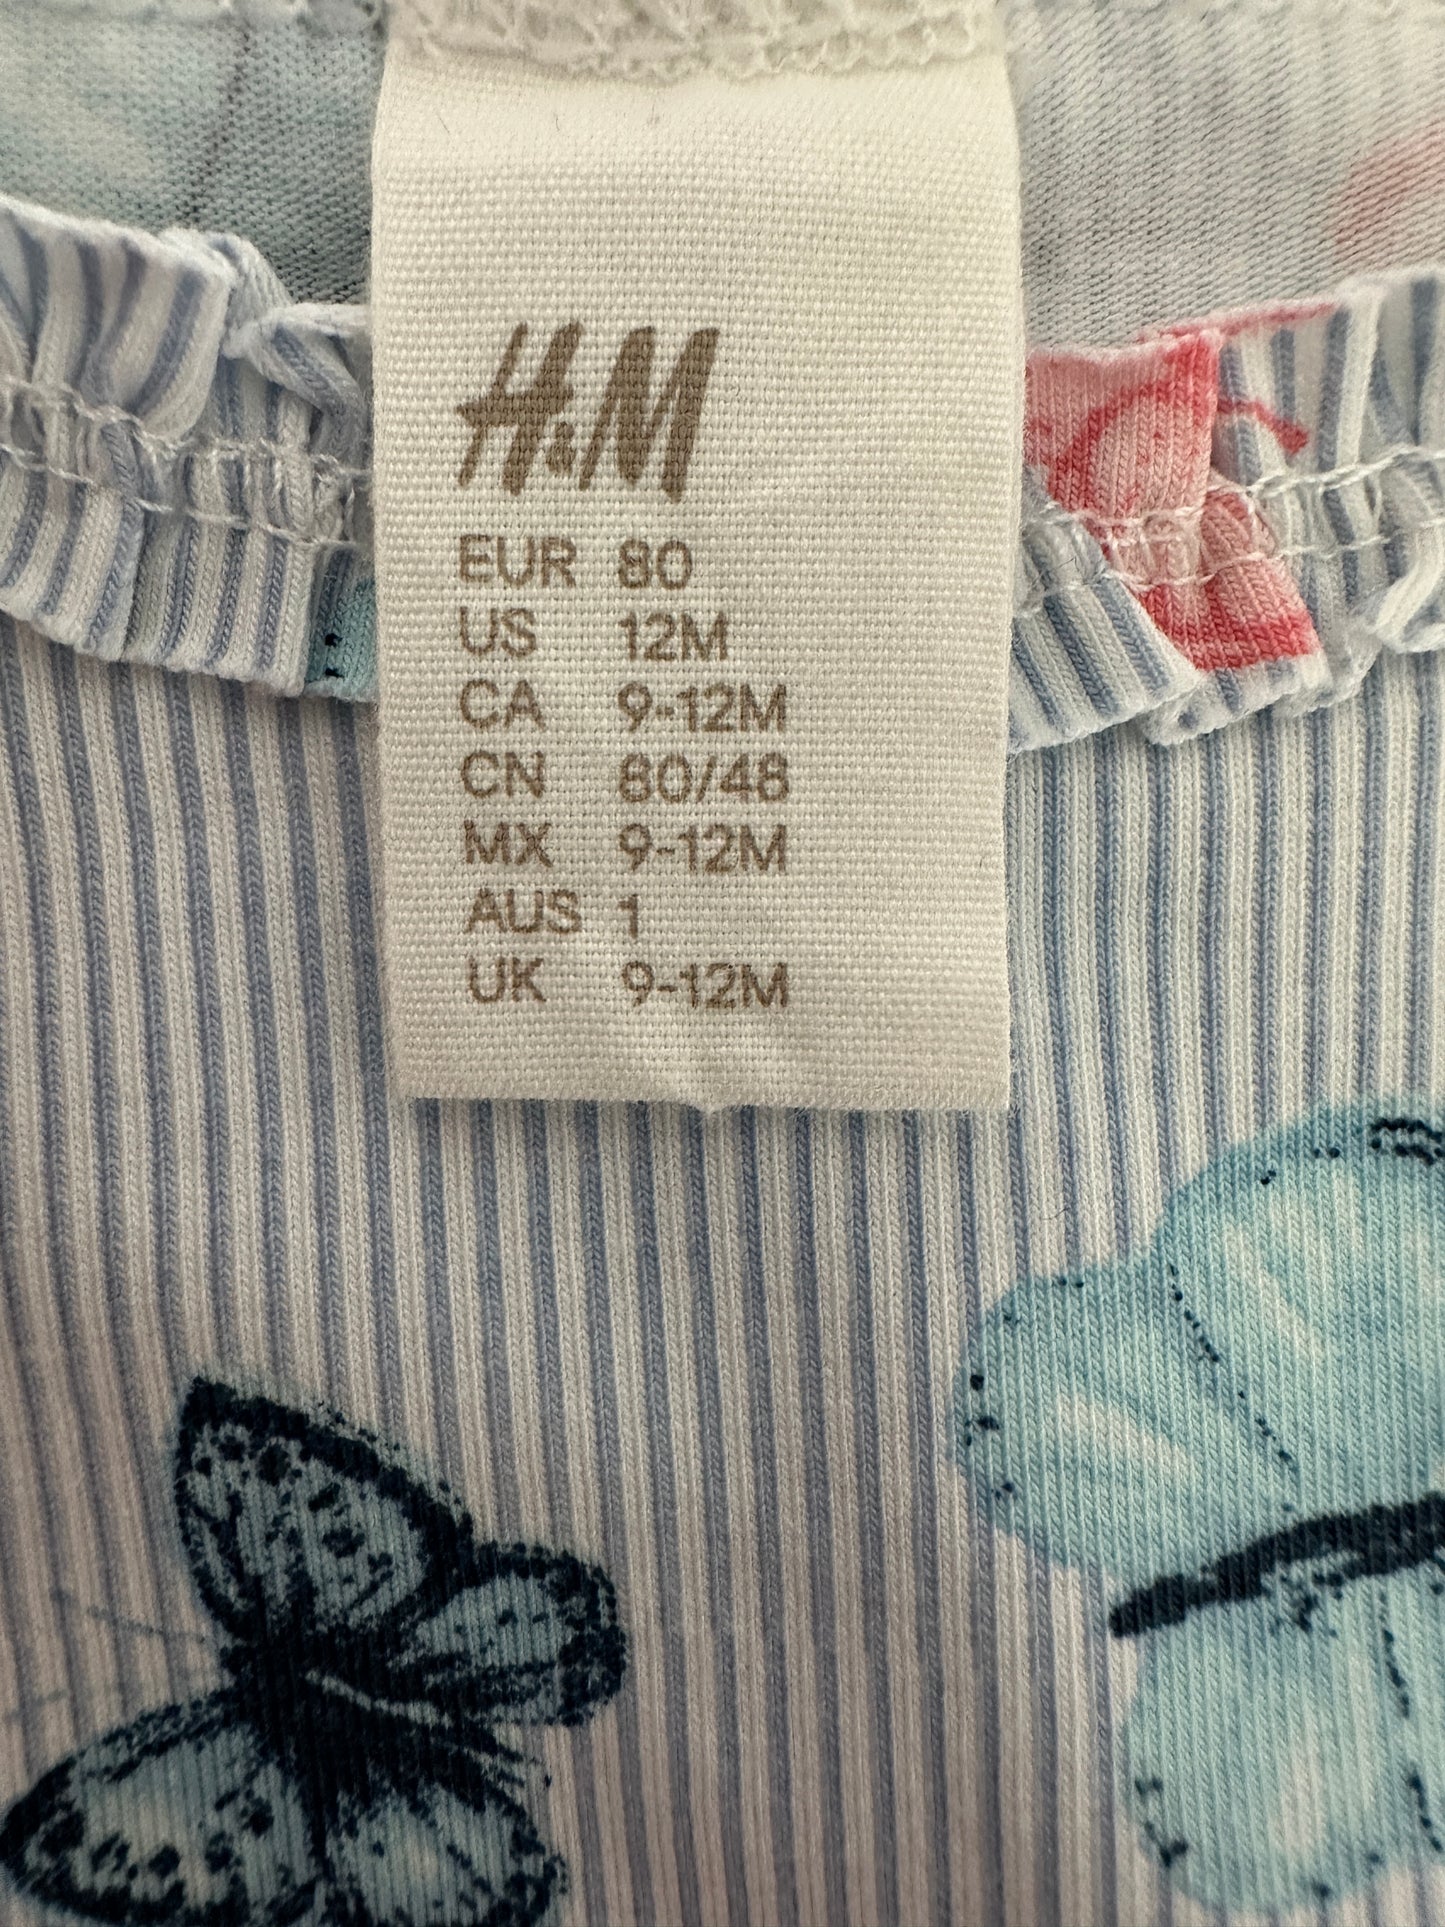 H&M
EUR 80
US 12M
CA 9-12M
CN 80/48
MX 9-12M
AUS 1
UK 9-12M